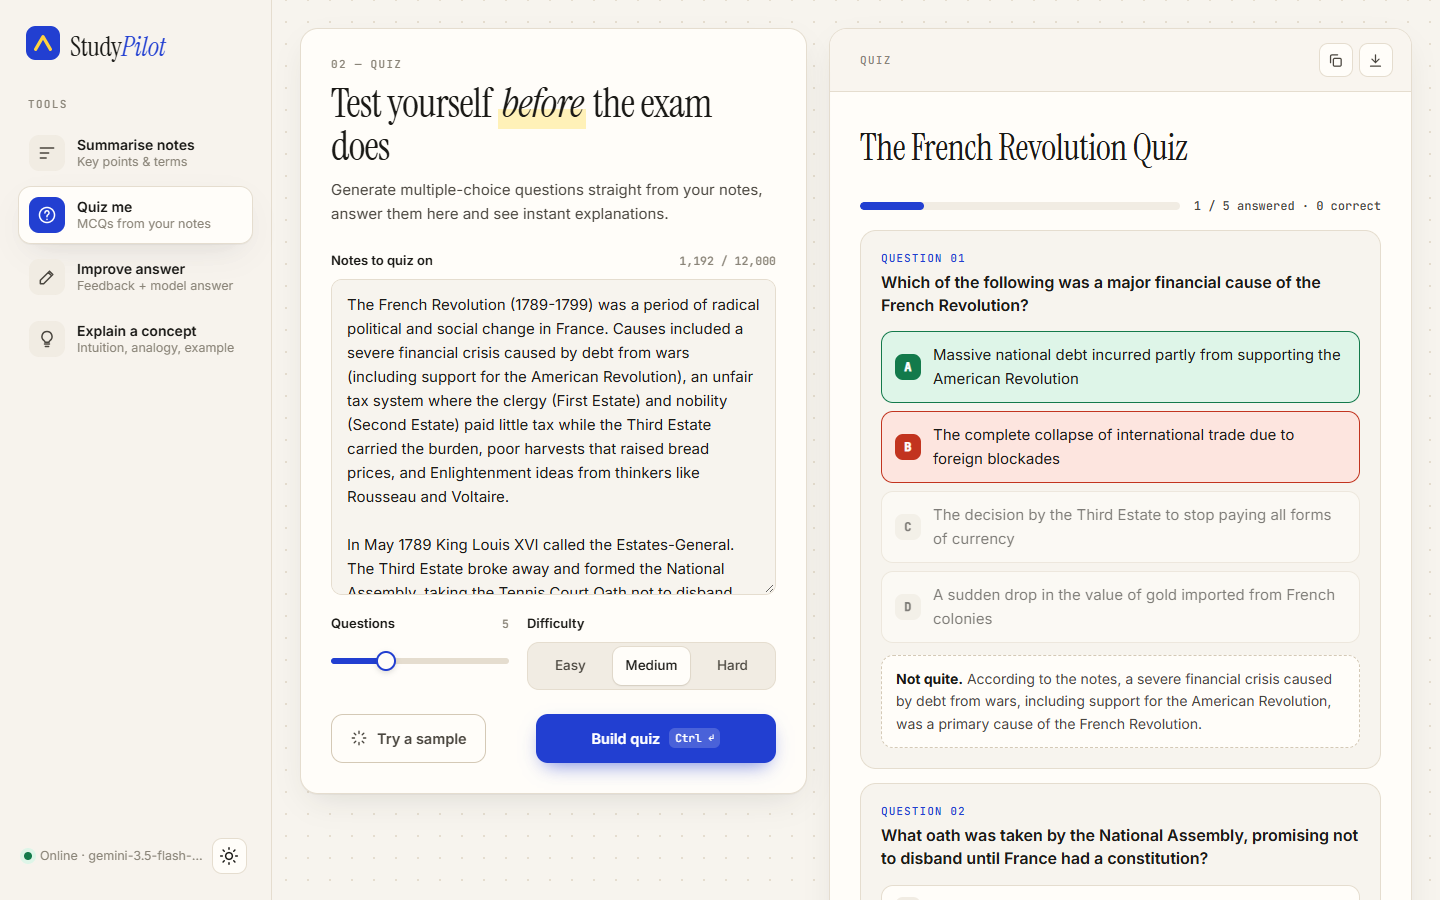 StudyPilot
TOOLS
Summarise notes
Key points & terms
Quiz me
MCQs from your notes
Improve answer
Feedback + model answer
Explain a concept
Intuition, analogy, example
Online · gemini-3.5-flash-...
02 — QUIZ
Test yourself before the exam
does
Generate multiple-choice questions straight from your notes,
answer them here and see instant explanations.
Notes to quiz on
1,192 / 12,000
The French Revolution (1789-1799) was a period of radical
political and social change in France. Causes included a
severe financial crisis caused by debt from wars
(including support for the American Revolution), an unfair
tax system where the clergy (First Estate) and nobility
(Second Estate) paid little tax while the Third Estate
carried the burden, poor harvests that raised bread
prices, and Enlightenment ideas from thinkers like
Rousseau and Voltaire.
In May 1789 King Louis XVI called the Estates-General.
The Third Estate broke away and formed the National
Assembly, taking the Tennis Court Oath not to disband
Questions
5
Difficulty
Easy
Medium
Hard
Try a sample
Build quiz Ctrl ⏎
QUIZ
The French Revolution Quiz
1 / 5 answered · 0 correct
QUESTION 01
Which of the following was a major financial cause of the
French Revolution?
A
Massive national debt incurred partly from supporting the
American Revolution
B
The complete collapse of international trade due to
foreign blockades
C
The decision by the Third Estate to stop paying all forms
of currency
D
A sudden drop in the value of gold imported from French
colonies
Not quite. According to the notes, a severe financial crisis caused
by debt from wars, including support for the American Revolution,
was a primary cause of the French Revolution.
QUESTION 02
What oath was taken by the National Assembly, promising not
to disband until France had a constitution?